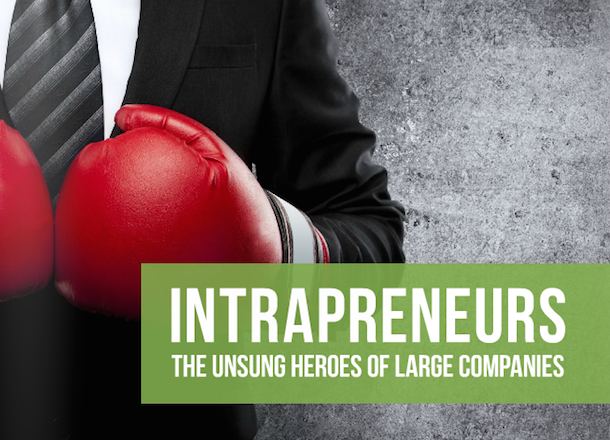 INTRAPRENEURS
THE UNSUNG HEROES OF LARGE COMPANIES